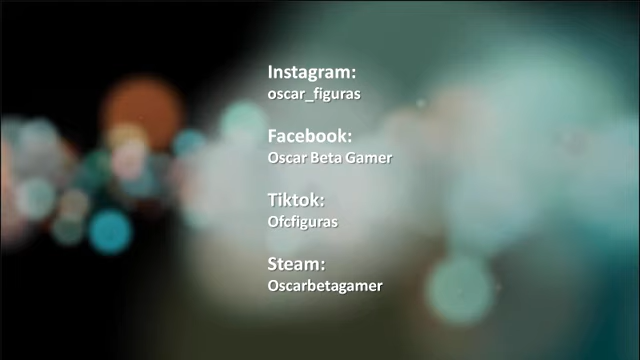 Instagram:
oscar_figuras
Facebook:
Oscar Beta Gamer
Tiktok:
Ofcfiguras
Steam:
Oscarbetagamer